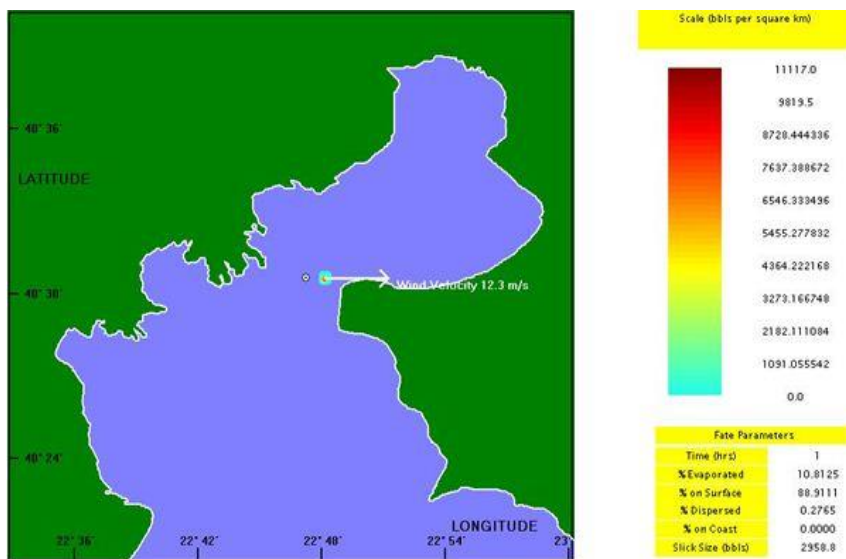 40° 36'
LATITUDE
Wind Velocity 12.3 m/s
40° 30'
40° 24'
LONGITUDE
22° 36'
22° 42'
22° 48'
22° 54'
23°
Scale (bbls per square km)
11117.0
9819.5
8728.444336
7637.388672
6546.333496
5455.277832
4364.222168
3273.166748
2182.111084
1091.055542
0.0
Fate Parameters
Time (hrs) 1
% Evaporated 10.8125
% on Surface 88.9111
% Dispersed 0.2765
% on Coast 0.0000
Slick Size (bbls) 2958.8